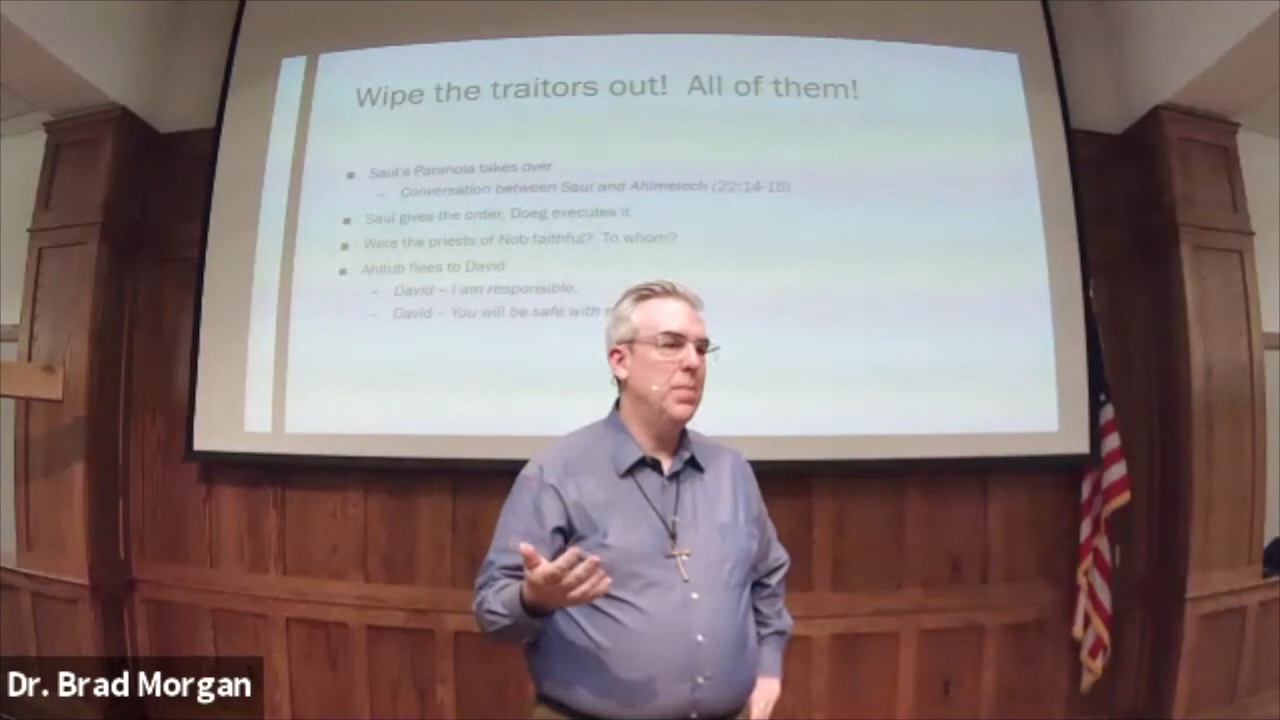 Wipe the traitors out! All of them!
■ Saul's Paranoia takes over
– Conversation between Saul and Ahimelech (22:14-18)
■ Saul gives the order, Doeg executes it
■ Were the priests of Nob faithful? To whom?
■ Ahitub flees to David
– David – I am responsible.
– David – You will be safe with
Dr. Brad Morgan